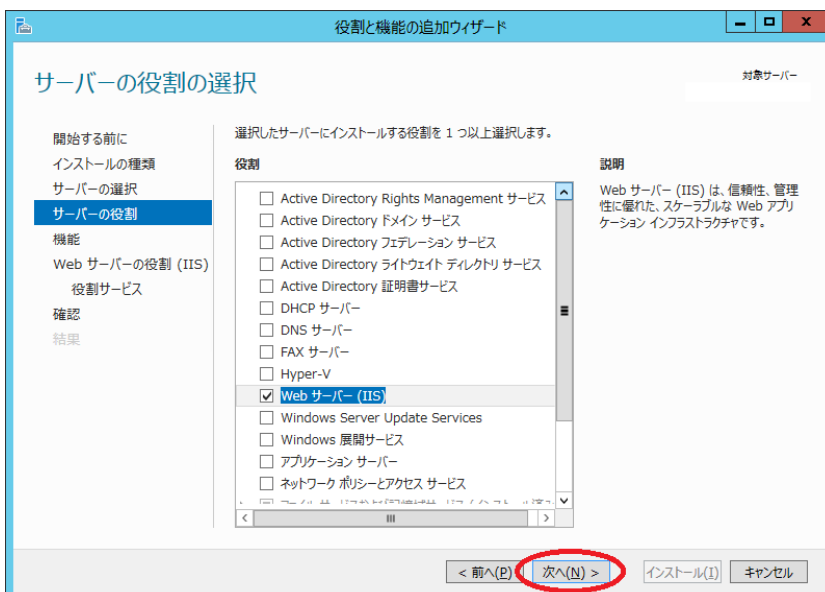 役割と機能の追加ウィザード
サーバーの役割の選択
対象サーバー
開始する前に
インストールの種類
サーバーの選択
サーバーの役割
機能
Web サーバーの役割 (IIS)
役割サービス
確認
結果
選択したサーバーにインストールする役割を 1 つ以上選択します。
役割
Active Directory Rights Management サービス
Active Directory ドメイン サービス
Active Directory フェデレーション サービス
Active Directory ライトウェイト ディレクトリ サービス
Active Directory 証明書サービス
DHCP サーバー
DNS サーバー
FAX サーバー
Hyper-V
Web サーバー (IIS)
Windows Server Update Services
Windows 展開サービス
アプリケーション サーバー
ネットワーク ポリシーとアクセス サービス
説明
Web サーバー (IIS) は、信頼性、管理
性に優れた、スケーラブルな Web アプリ
ケーション インフラストラクチャです。
< 前へ(P)
次へ(N) >
インストール(I)
キャンセル